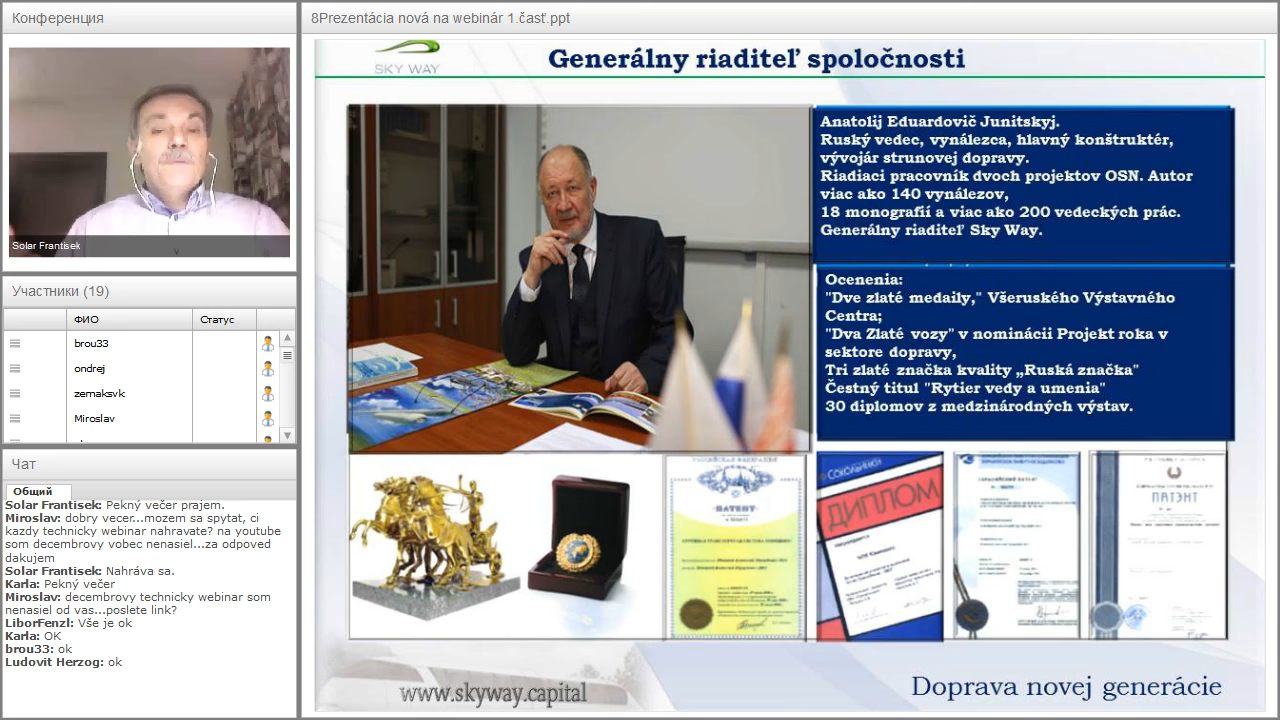 Конференция
Solar Frantisek
Участники (19)
ФИО
Статус
brou33
ondrej
zemaksvk
Miroslav
Чат
Общий
Solar Frantisek: Pekný večer prajem.
Miroslav: dobry vecer...mozem sa spytat, ci
kazdy technicky webinar nahravate? na youtube
som decembrovy vobec nenasiel...za odpoved
dakujem
Solar Frantisek: Nahráva sa.
Peter: Pekný večer
Miroslav: decembrovy technicky webinar som
nenasiel...mozno poslete link?
Libor Berta: Vše je ok
Karla: OK
brou33: ok
Ludovit Herzog: ok
8Prezentácia nová na webinár 1.časť.ppt
SKY WAY
Generálny riaditeľ spoločnosti
Anatolij Eduardovič Junitskyj.
Ruský vedec, vynálezca, hlavný konštruktér,
vývojár strunovej dopravy.
Riadiaci pracovník dvoch projektov OSN. Autor
viac ako 140 vynálezov,
18 monografií a viac ako 200 vedeckých prác.
Generálny riaditeľ Sky Way.
Ocenenia:
"Dve zlaté medaily," Všeruského Výstavného
Centra;
"Dva Zlaté vozy" v nominácii Projekt roka v
sektore dopravy,
Tri zlaté značka kvality „Ruská značka"
Čestný titul "Rytier vedy a umenia"
30 diplomov z medzinárodných výstav.
ПАТЕНТ
СОКОЛЬНИКИ
ДИПЛОМ
ПАТЭНТ
www.skyway.capital
Doprava novej generácie